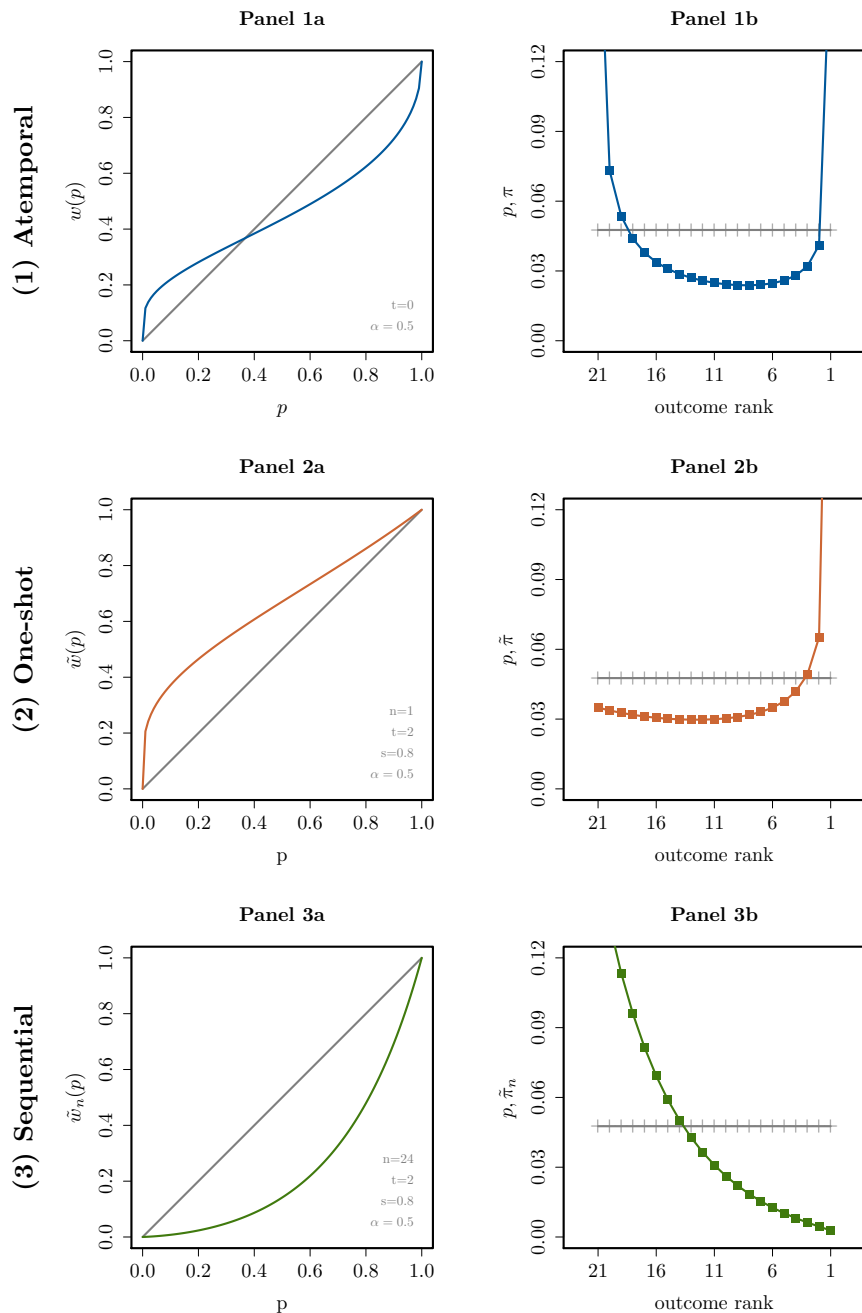 Panel 1a
Panel 1b
(1) Atemporal
w(p)
0.0 0.2 0.4 0.6 0.8 1.0
t=0
α = 0.5
0.0 0.2 0.4 0.6 0.8 1.0
p
p, π
0.00 0.03 0.06 0.09 0.12
21 16 11 6 1
outcome rank
Panel 2a
Panel 2b
(2) One-shot
w̃(p)
0.0 0.2 0.4 0.6 0.8 1.0
n=1
t=2
s=0.8
α = 0.5
0.0 0.2 0.4 0.6 0.8 1.0
p
p, π̃
0.00 0.03 0.06 0.09 0.12
21 16 11 6 1
outcome rank
Panel 3a
Panel 3b
(3) Sequential
w̃ₙ(p)
0.0 0.2 0.4 0.6 0.8 1.0
n=24
t=2
s=0.8
α = 0.5
0.0 0.2 0.4 0.6 0.8 1.0
p
p, π̃ₙ
0.00 0.03 0.06 0.09 0.12
21 16 11 6 1
outcome rank